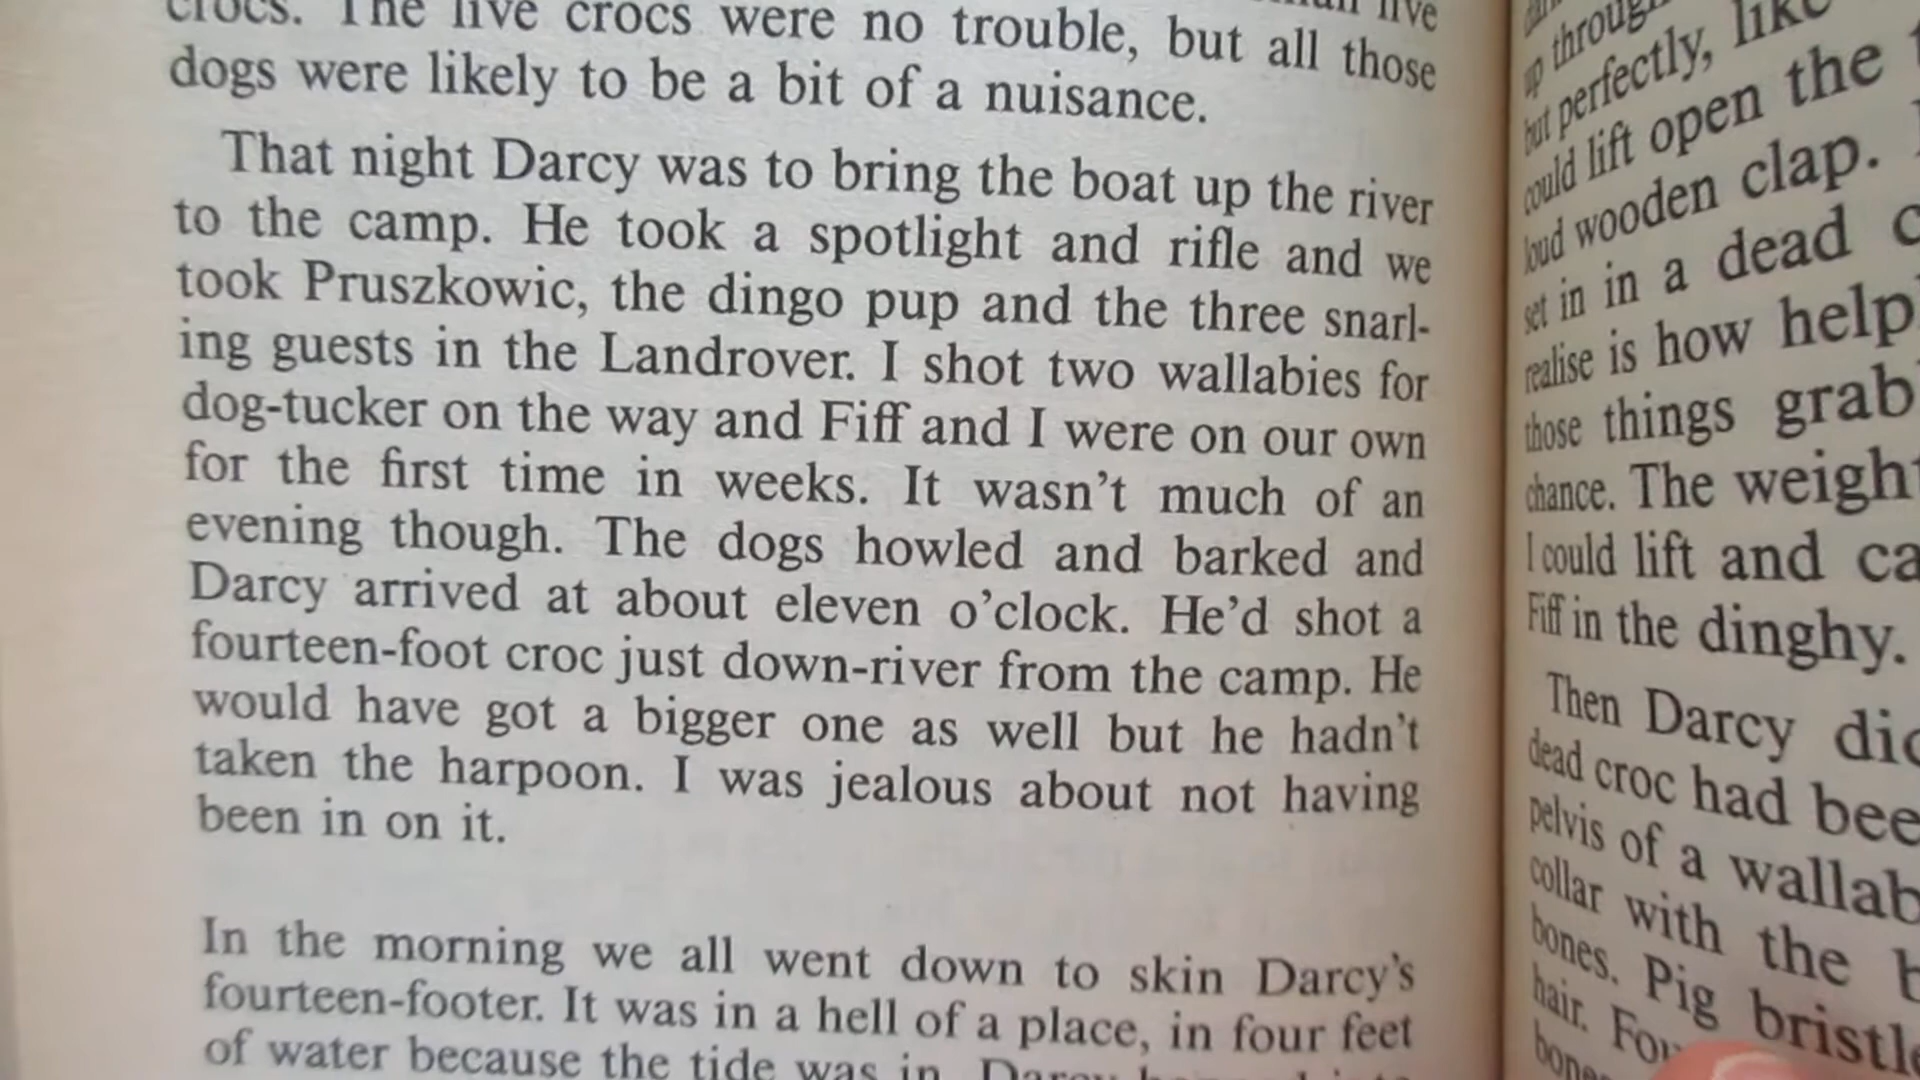 crocs. The live crocs were no trouble, but all those
dogs were likely to be a bit of a nuisance.
That night Darcy was to bring the boat up the river
to the camp. He took a spotlight and rifle and we
took Pruszkowic, the dingo pup and the three snarl-
ing guests in the Landrover. I shot two wallabies for
dog-tucker on the way and Fiff and I were on our own
for the first time in weeks. It wasn't much of an
evening though. The dogs howled and barked and
Darcy arrived at about eleven o'clock. He'd shot a
fourteen-foot croc just down-river from the camp. He
would have got a bigger one as well but he hadn't
taken the harpoon. I was jealous about not having
been in on it.
In the morning we all went down to skin Darcy's
fourteen-footer. It was in a hell of a place, in four feet
of water because the tide was in. Darcy
up through
but perfectly, like
could lift open the
loud wooden clap.
set in in a dead
realise is how help
those things grab
chance. The weight
I could lift and
Fiff in the dinghy.
Then Darcy
dead croc had
pelvis of a wallab
collar with the
bones. Pig bristle
hair.